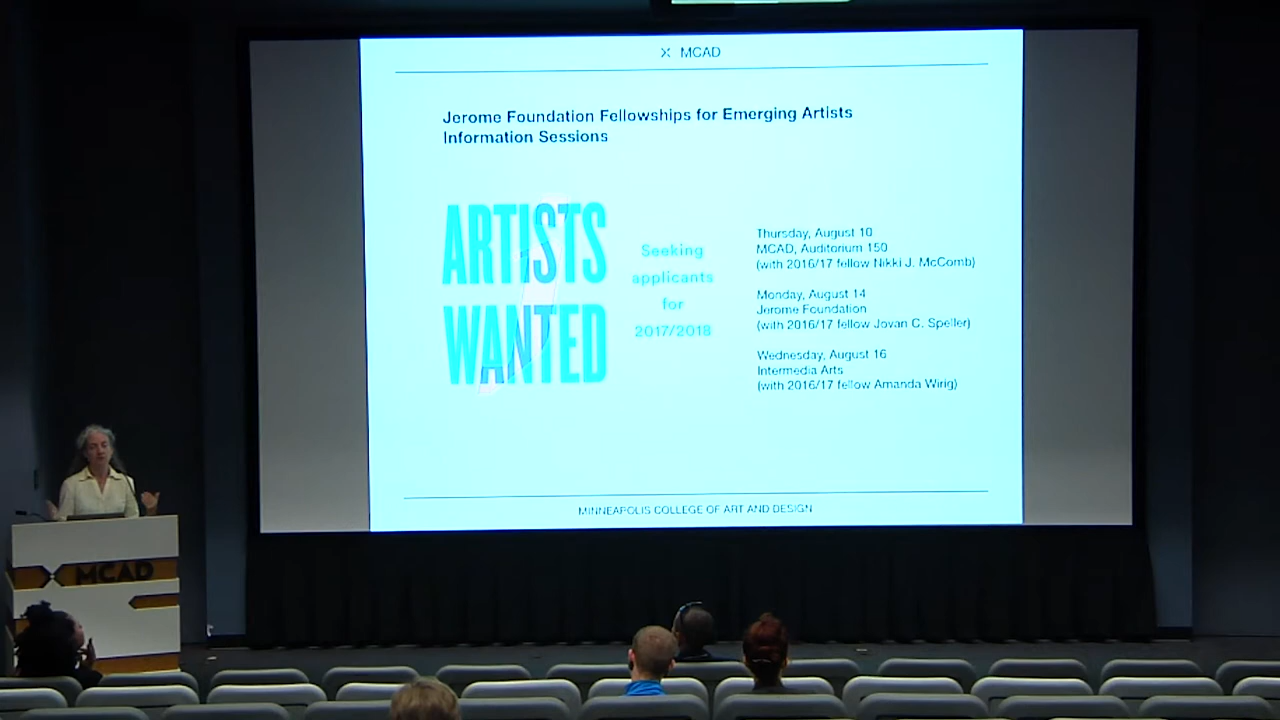 MCAD
Jerome Foundation Fellowships for Emerging Artists
Information Sessions
ARTISTS
WANTED
Seeking
applicants
for
2017/2018
Thursday, August 10
MCAD, Auditorium 150
(with 2016/17 fellow Nikki J. McComb)
Monday, August 14
Jerome Foundation
(with 2016/17 fellow Jovan C. Speller)
Wednesday, August 16
Intermedia Arts
(with 2016/17 fellow Amanda Wirig)
MINNEAPOLIS COLLEGE OF ART AND DESIGN
MCAD